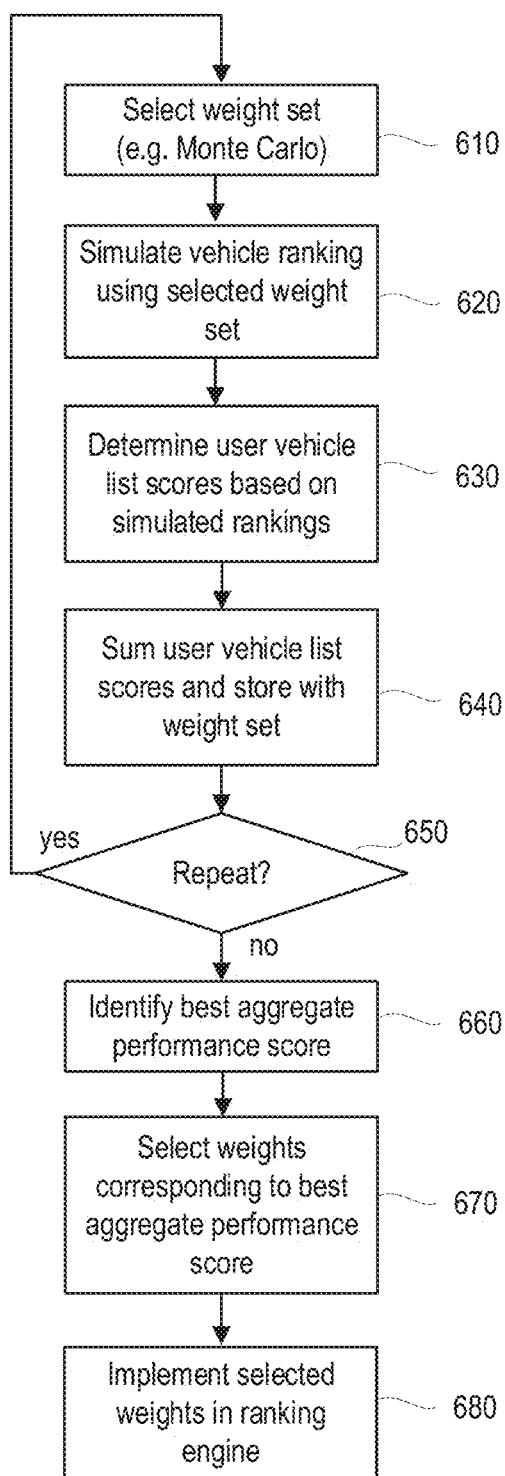 Select weight set
(e.g. Monte Carlo)
610
Simulate vehicle ranking
using selected weight
set
620
Determine user vehicle
list scores based on
simulated rankings
630
Sum user vehicle list
scores and store with
weight set
640
yes
650
Repeat?
no
Identify best aggregate
performance score
660
Select weights
corresponding to best
aggregate performance
score
670
Implement selected
weights in ranking
engine
680